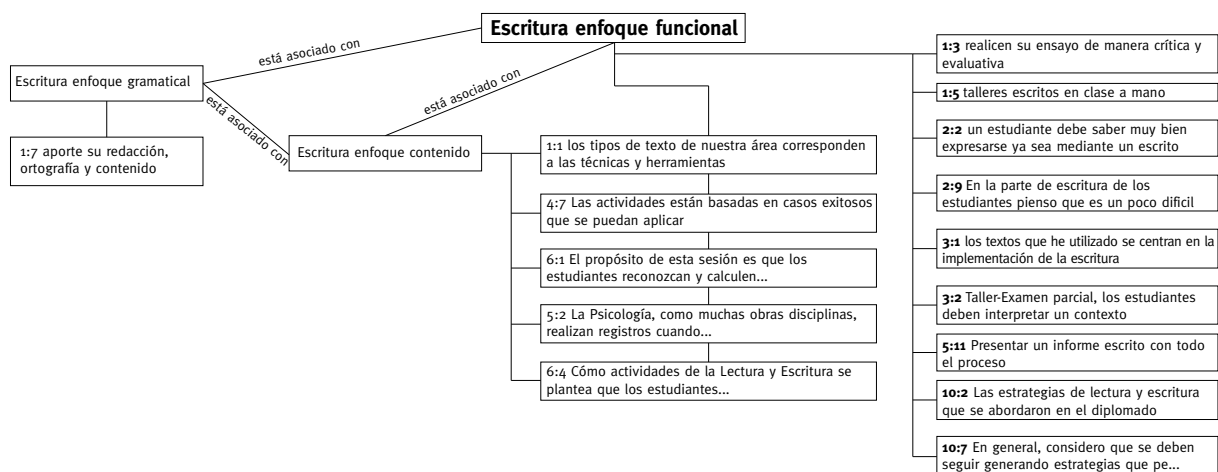 Escritura enfoque funcional
está asociado con
Escritura enfoque gramatical
está asociado con
está asociado con
1:7 aporte su redacción,
ortografía y contenido
Escritura enfoque contenido
1:1 los tipos de texto de nuestra área corresponden
a las técnicas y herramientas
4:7 Las actividades están basadas en casos exitosos
que se puedan aplicar
6:1 El propósito de esta sesión es que los
estudiantes reconozcan y calculen...
5:2 La Psicología, como muchas obras disciplinas,
realizan registros cuando...
6:4 Cómo actividades de la Lectura y Escritura se
plantea que los estudiantes...
1:3 realicen su ensayo de manera crítica y
evaluativa
1:5 talleres escritos en clase a mano
2:2 un estudiante debe saber muy bien
expresarse ya sea mediante un escrito
2:9 En la parte de escritura de los
estudiantes pienso que es un poco dificil
3:1 los textos que he utilizado se centran en la
implementación de la escritura
3:2 Taller-Examen parcial, los estudiantes
deben interpretar un contexto
5:11 Presentar un informe escrito con todo
el proceso
10:2 Las estrategias de lectura y escritura
que se abordaron en el diplomado
10:7 En general, considero que se deben
seguir generando estrategias que pe...